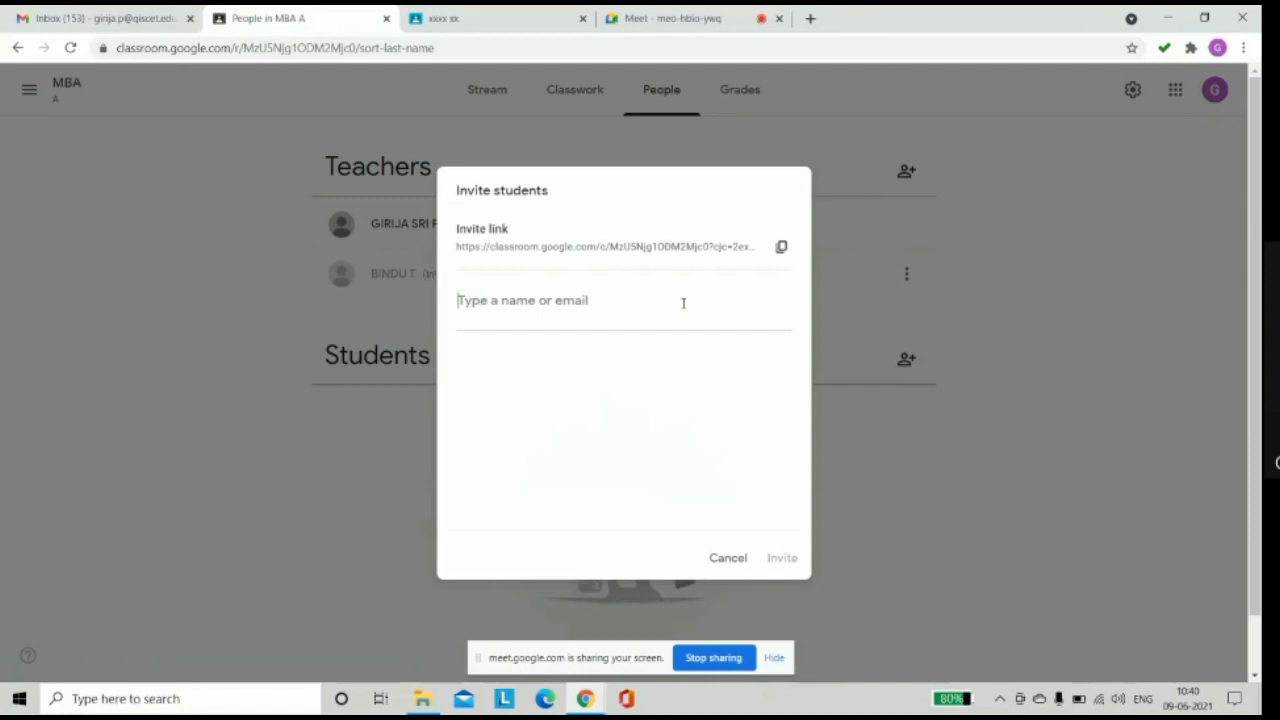 Inbox (153) - girija.p@qiscet.edu.
People in MBA A
xxxx xx
Meet - meo-hbio-ywq
classroom.google.com/r/MzU5Njg1ODM2Mjc0/sort-last-name
G
MBA
A
Stream
Classwork
People
Grades
G
Teachers
GIRIJA SRI
BINDU T
Students
Invite students
Invite link
https://classroom.google.com/c/MzU5Njg1ODM2Mjc0?cjc=2ex...
Type a name or email
Cancel
Invite
meet.google.com is sharing your screen.
Stop sharing
Hide
Type here to search
L
80%
ENG
10:40
09-06-2021